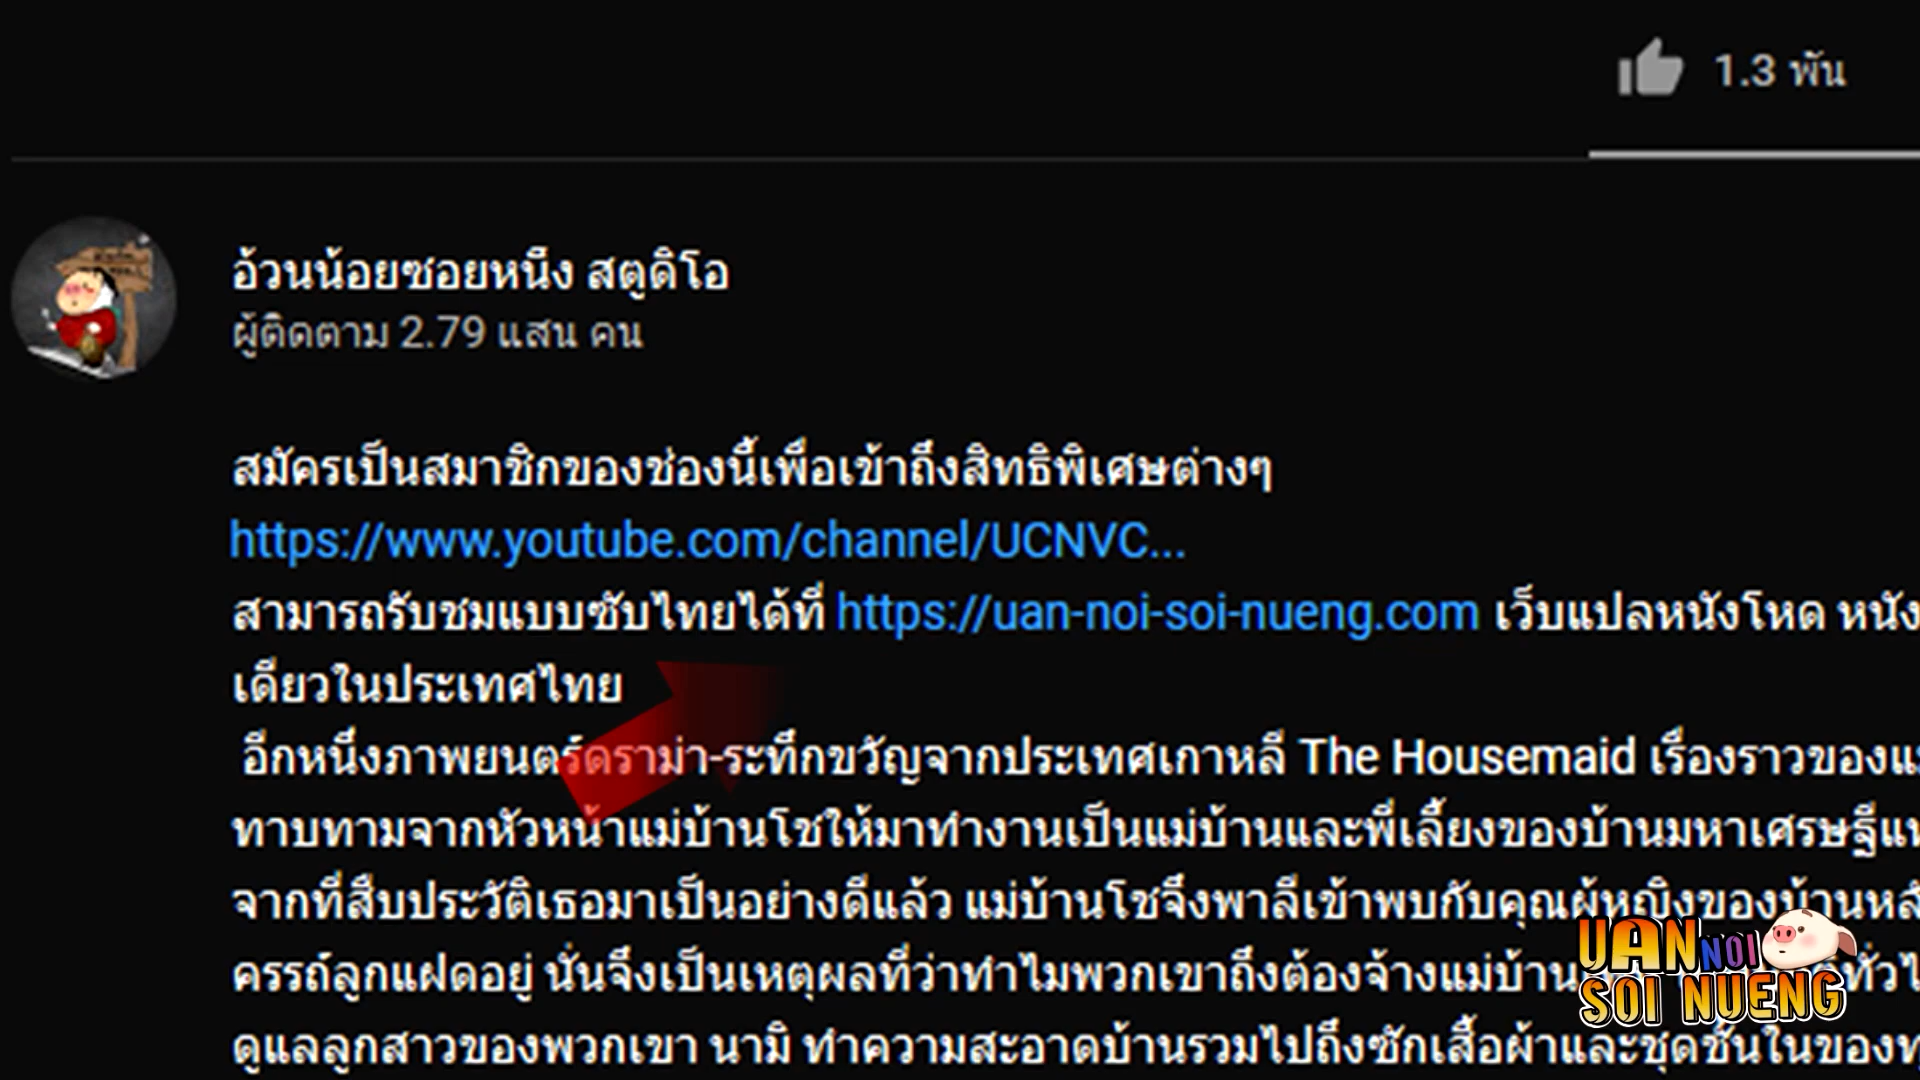 1.3 พัน
อ้วนน้อยซอยหนึ่ง สตูดิโอ
ผู้ติดตาม 2.79 แสน คน
สมัครเป็นสมาชิกของช่องนี้เพื่อเข้าถึงสิทธิพิเศษต่างๆ
https://www.youtube.com/channel/UCNVC...
สามารถรับชมแบบซับไทยได้ที่ https://uan-noi-soi-nueng.com เว็บแปลหนังโหด หนัง
เดียวในประเทศไทย
อีกหนึ่งภาพยนตร์ดราม่า-ระทึกขวัญจากประเทศเกาหลี The Housemaid เรื่องราวของ
ทาบทามจากหัวหน้าแม่บ้านโชให้มาทำงานเป็นแม่บ้านและพี่เลี้ยงของบ้านมหาเศรษฐี
จากที่สืบประวัติเธอมาเป็นอย่างดีแล้ว แม่บ้านโชจึงพาลีเข้าพบกับคุณผู้หญิงของบ้าน
ครรถ์ลูกแฝดอยู่ นั่นจึงเป็นเหตุผลที่ว่าทำไมพวกเขาถึงต้องจ้างแม่บ้าน
ดูแลลูกสาวของพวกเขา นามิ ทำความสะอาดบ้านรวมไปถึงซักเสื้อผ้าและชุดชั้นในของ
UAN NOI
SOI NUENG